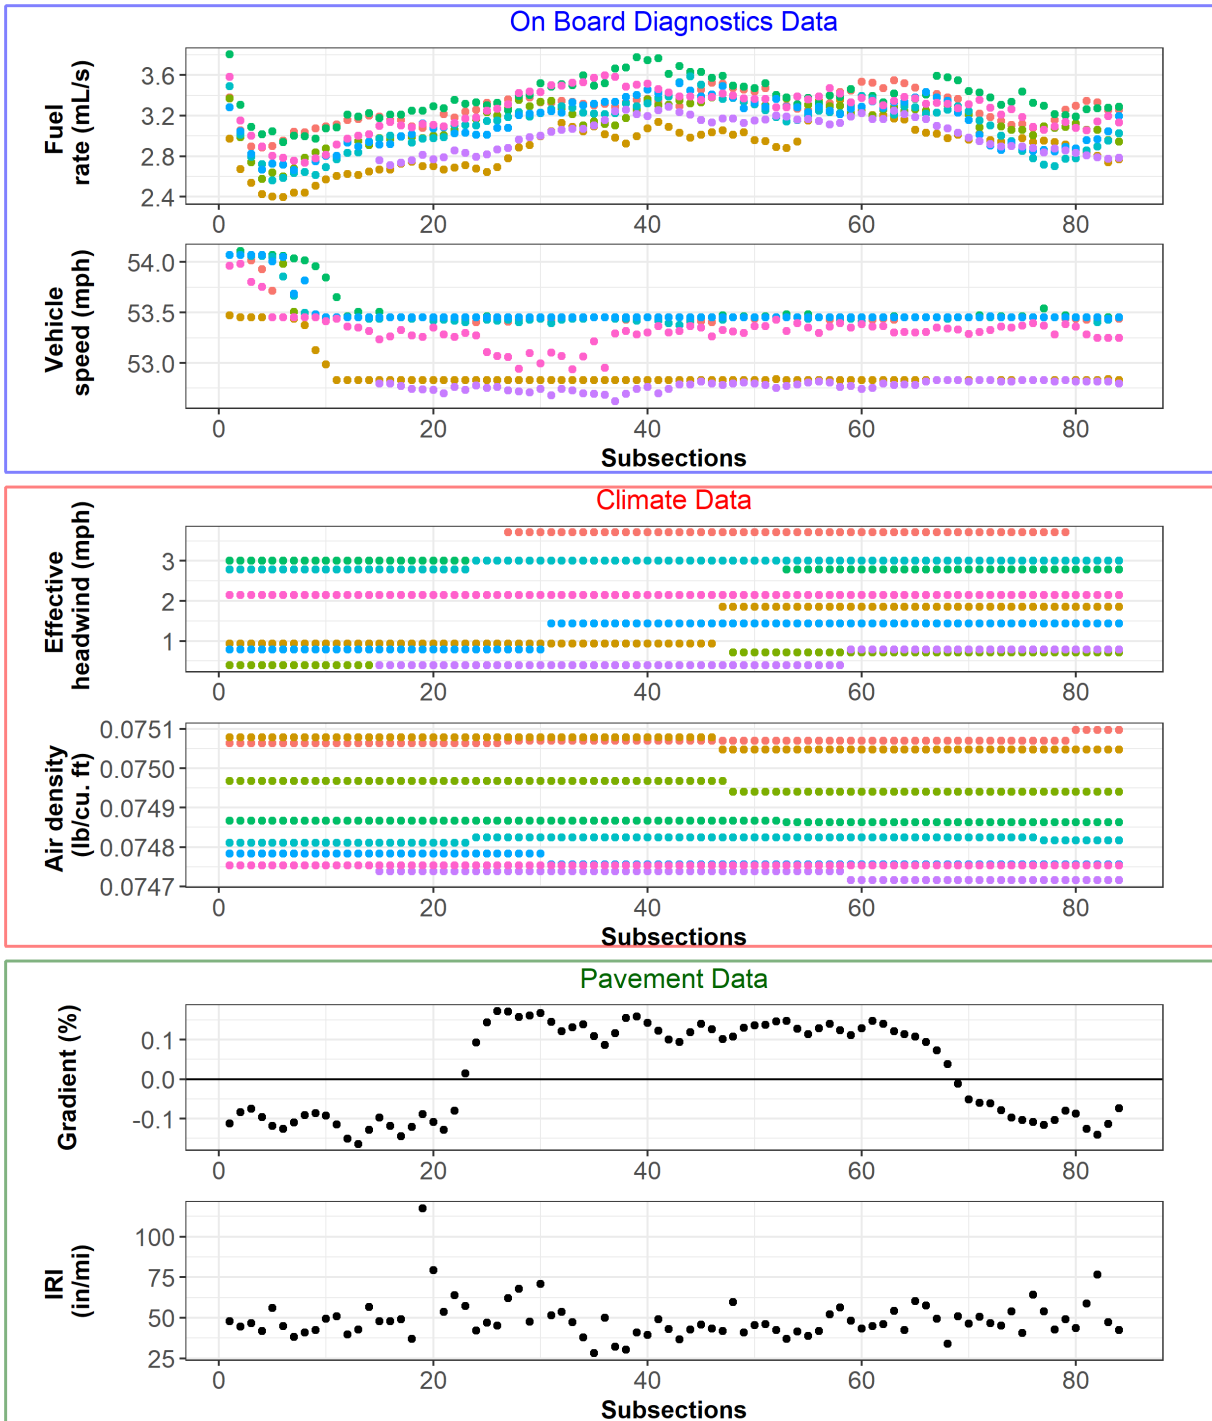 On Board Diagnostics Data
Fuel
rate (mL/s)
3.6
3.2
2.8
2.4
0 20 40 60 80
Vehicle
speed (mph)
54.0
53.5
53.0
0 20 40 60 80
Subsections
Climate Data
Effective
headwind (mph)
3
2
1
0 20 40 60 80
Air density
(lb/cu. ft)
0.0751
0.0750
0.0749
0.0748
0.0747
0 20 40 60 80
Subsections
Pavement Data
Gradient (%)
0.1
0.0
-0.1
0 20 40 60 80
IRI
(in/mi)
100
75
50
25
0 20 40 60 80
Subsections